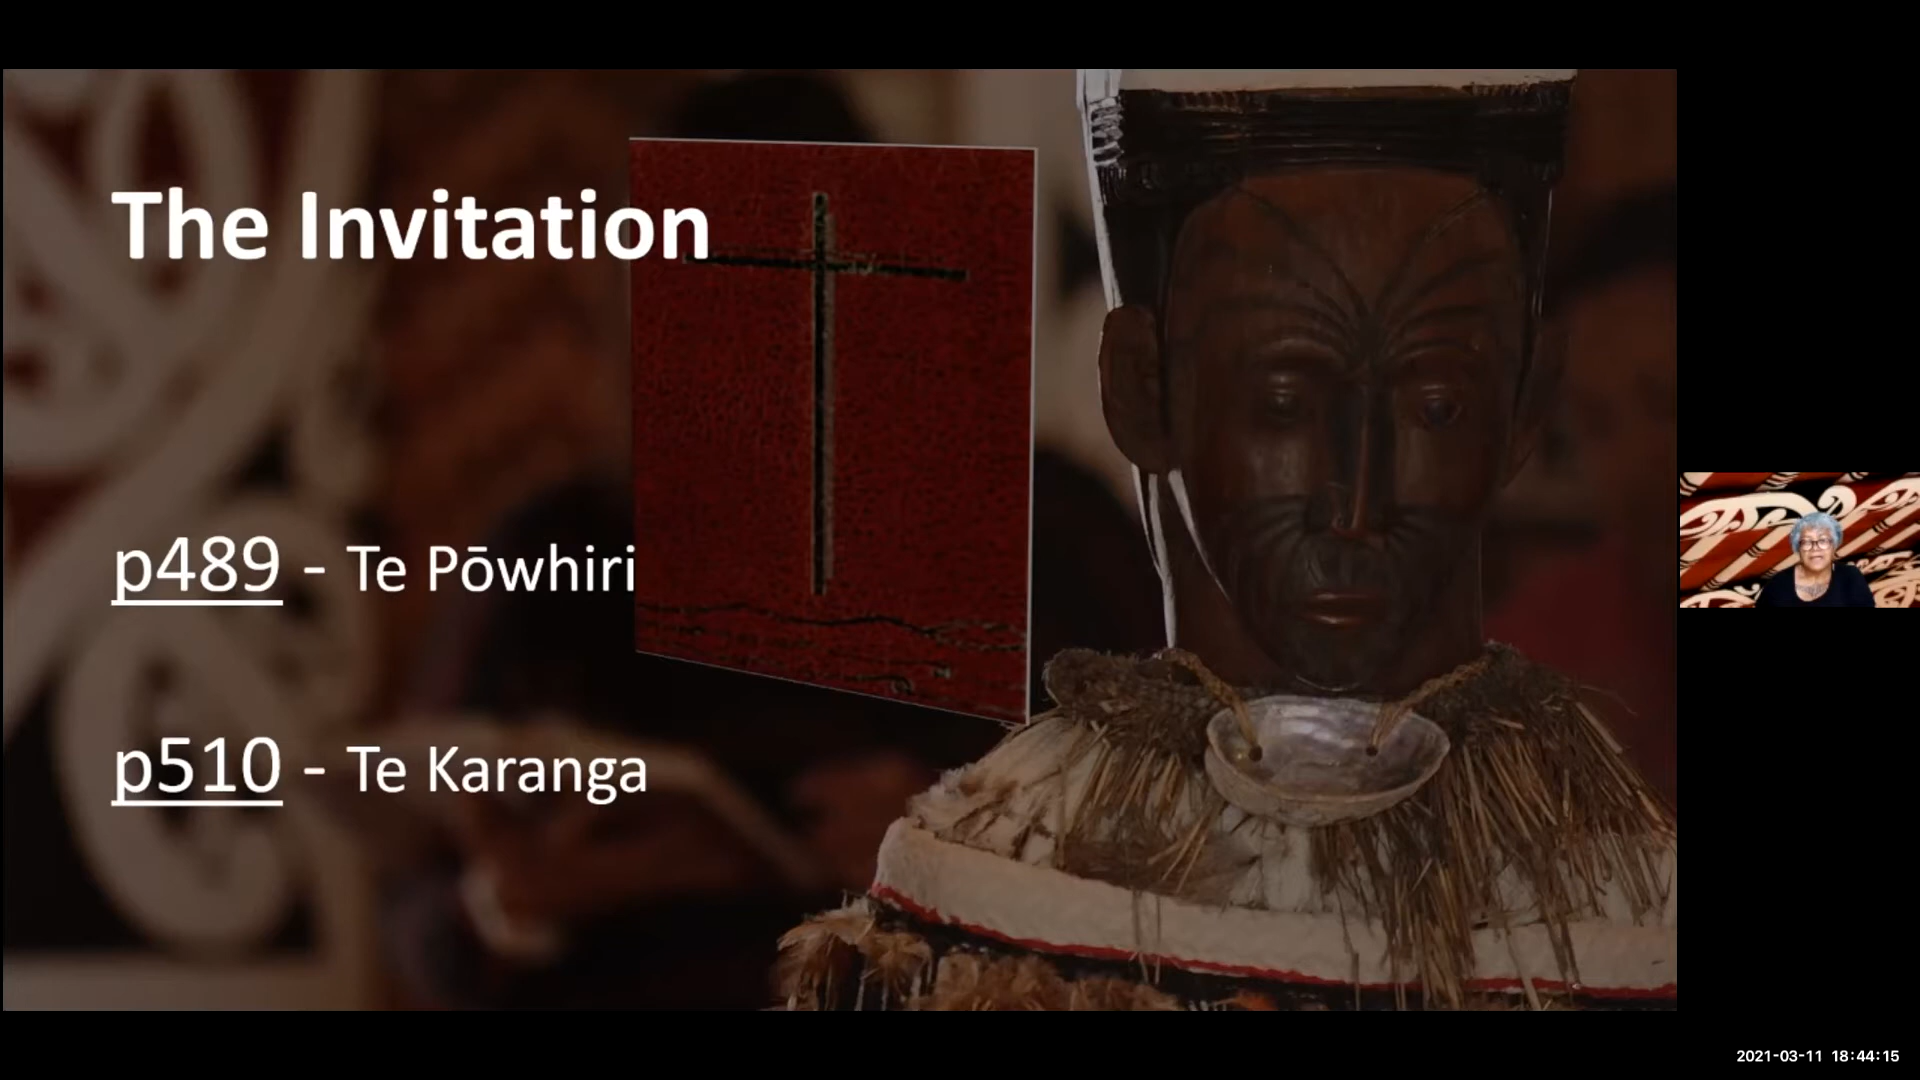 The Invitation
p489 - Te Pōwhiri
p510 - Te Karanga
2021-03-11 18:44:15